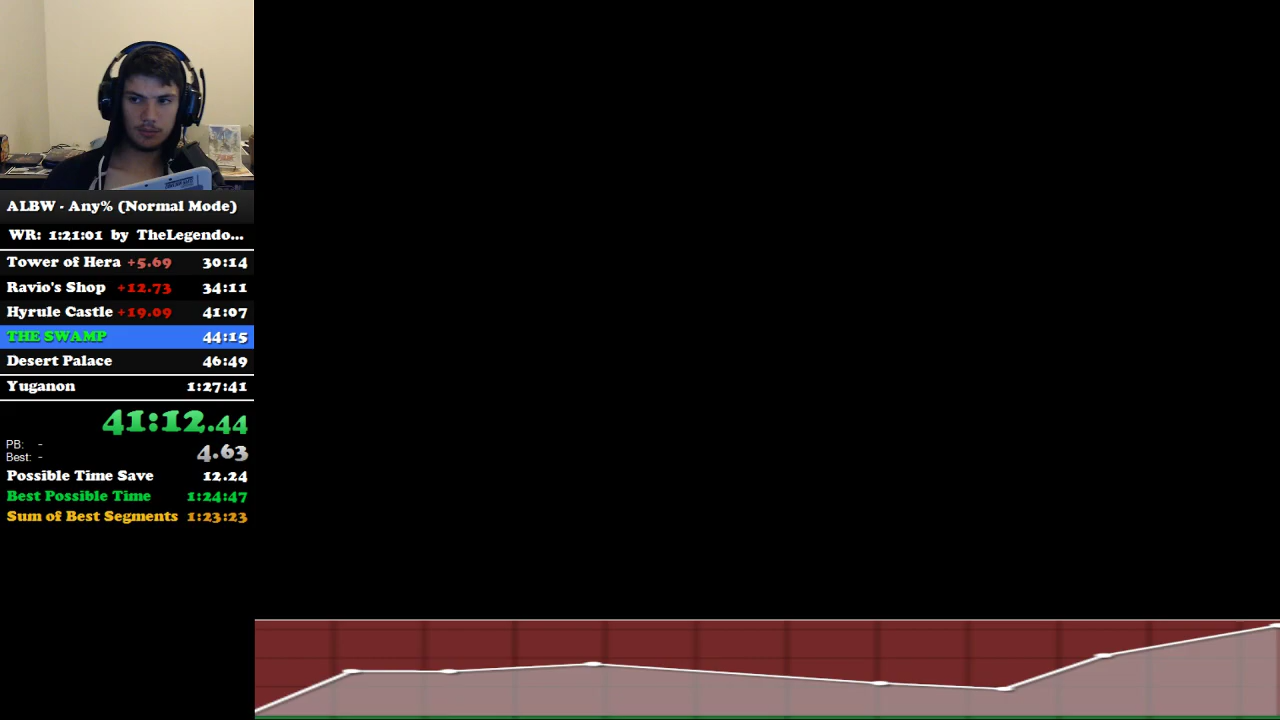 ALBW - Any% (Normal Mode)
WR: 1:21:01 by TheLegendo...
Tower of Hera +5.69 30:14
Ravio's Shop +12.73 34:11
Hyrule Castle +19.09 41:07
THE SWAMP 44:15
Desert Palace 46:49
Yuganon 1:27:41
41:12.44
PB: -
Best: -
4.63
Possible Time Save 12.24
Best Possible Time 1:24:47
Sum of Best Segments 1:23:23